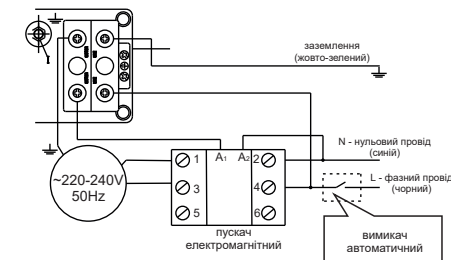 заземлення
(жовто-зелений)
N - нульовий провід
(синій)
L - фазний провід
(чорний)
~220-240V
50Hz
1 A1 A2 2
3 4
5 6
пускач
електромагнітний
вимикач
автоматичний